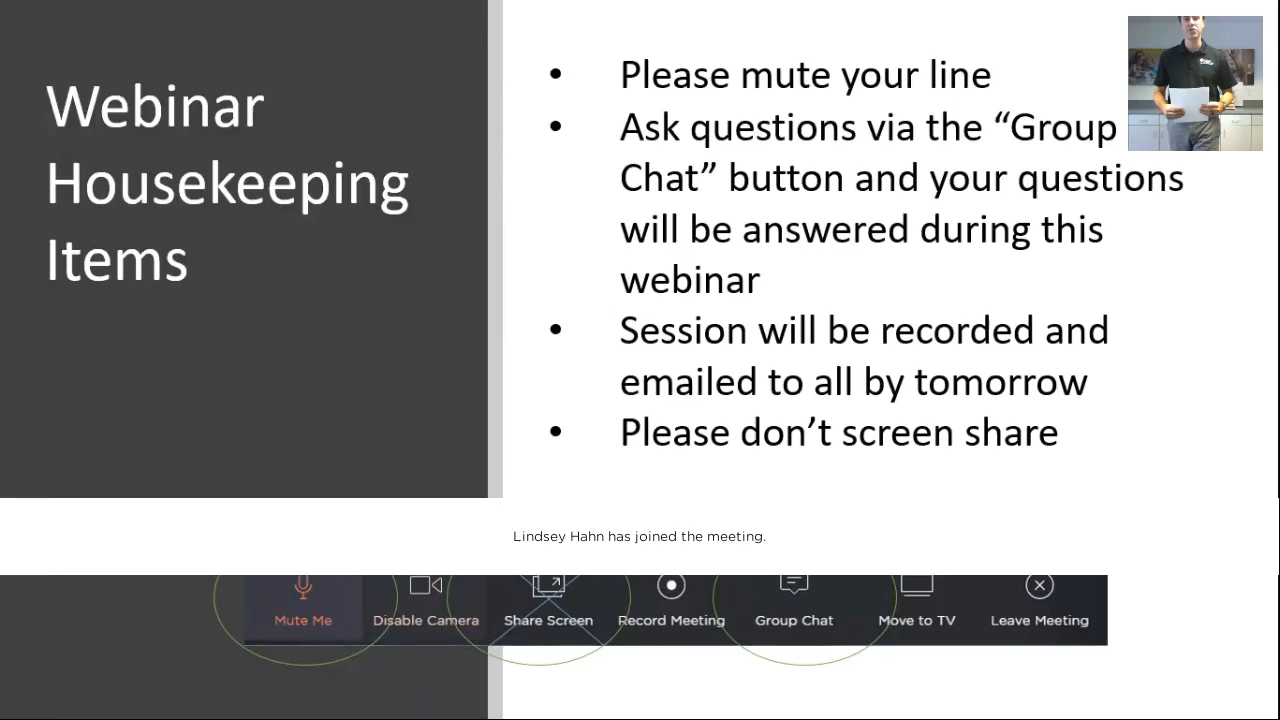 Webinar
Housekeeping
Items
• Please mute your line
• Ask questions via the “Group
Chat” button and your questions
will be answered during this
webinar
• Session will be recorded and
emailed to all by tomorrow
• Please don’t screen share
Lindsey Hahn has joined the meeting.
Mute Me
Disable Camera
Share Screen
Record Meeting
Group Chat
Move to TV
Leave Meeting